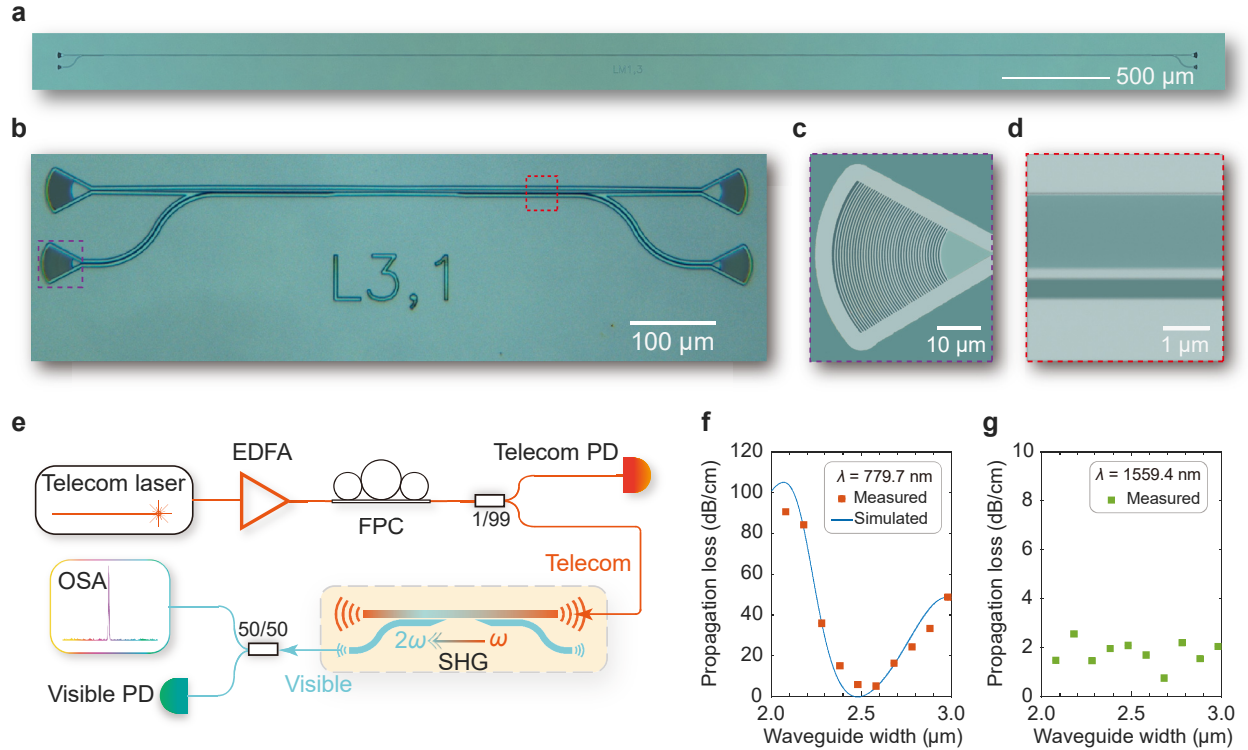 a
LM1,3
500 µm
b
L3,1
100 µm
c
10 µm
d
1 µm
e
Telecom laser
EDFA
FPC
1/99
Telecom PD
Telecom
OSA
50/50
Visible PD
Visible
2ω
ω
SHG
f
Propagation loss (dB/cm)
120
100
80
60
40
20
0
λ = 779.7 nm
Measured
Simulated
2.0
2.5
3.0
Waveguide width (µm)
g
Propagation loss (dB/cm)
10
8
6
4
2
0
λ = 1559.4 nm
Measured
2.0
2.5
3.0
Waveguide width (µm)